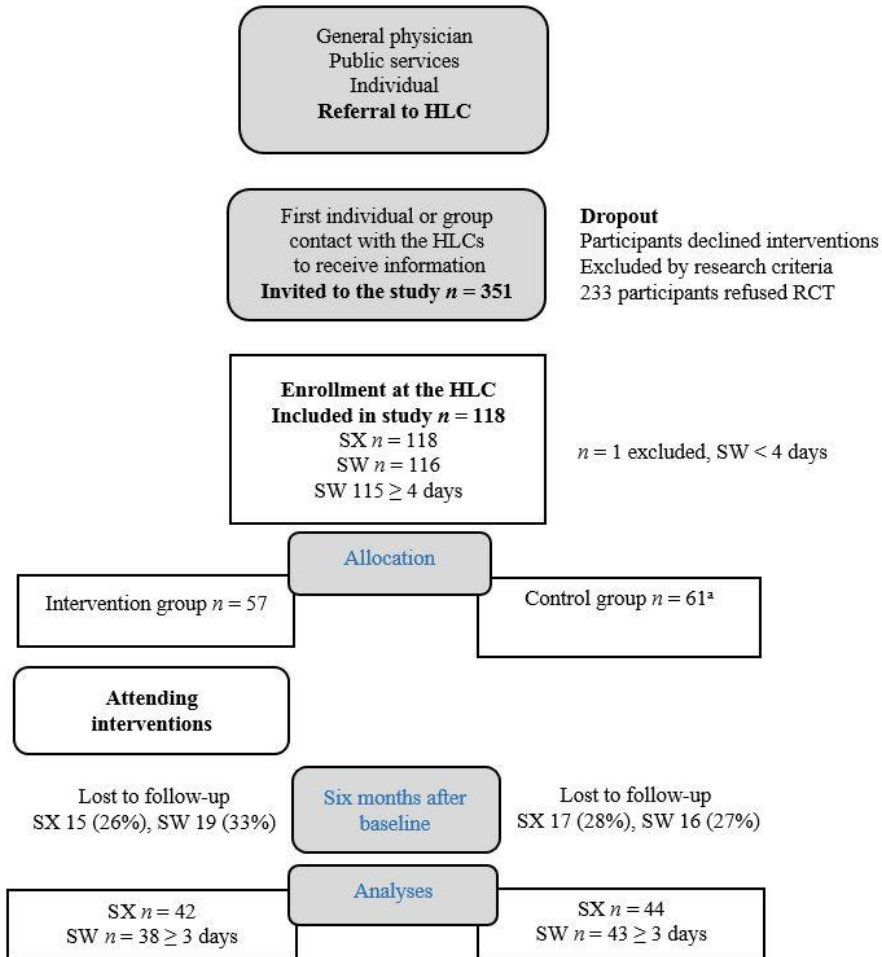 General physician
Public services
Individual
Referral to HLC
First individual or group
contact with the HLCs
to receive information
Invited to the study n = 351
Dropout
Participants declined interventions
Excluded by research criteria
233 participants refused RCT
Enrollment at the HLC
Included in study n = 118
SX n = 118
SW n = 116
SW 115 ≥ 4 days
n = 1 excluded, SW < 4 days
Allocation
Intervention group n = 57
Control group n = 61ᵃ
Attending
interventions
Lost to follow-up
SX 15 (26%), SW 19 (33%)
Six months after
baseline
Lost to follow-up
SX 17 (28%), SW 16 (27%)
Analyses
SX n = 42
SW n = 38 ≥ 3 days
SX n = 44
SW n = 43 ≥ 3 days